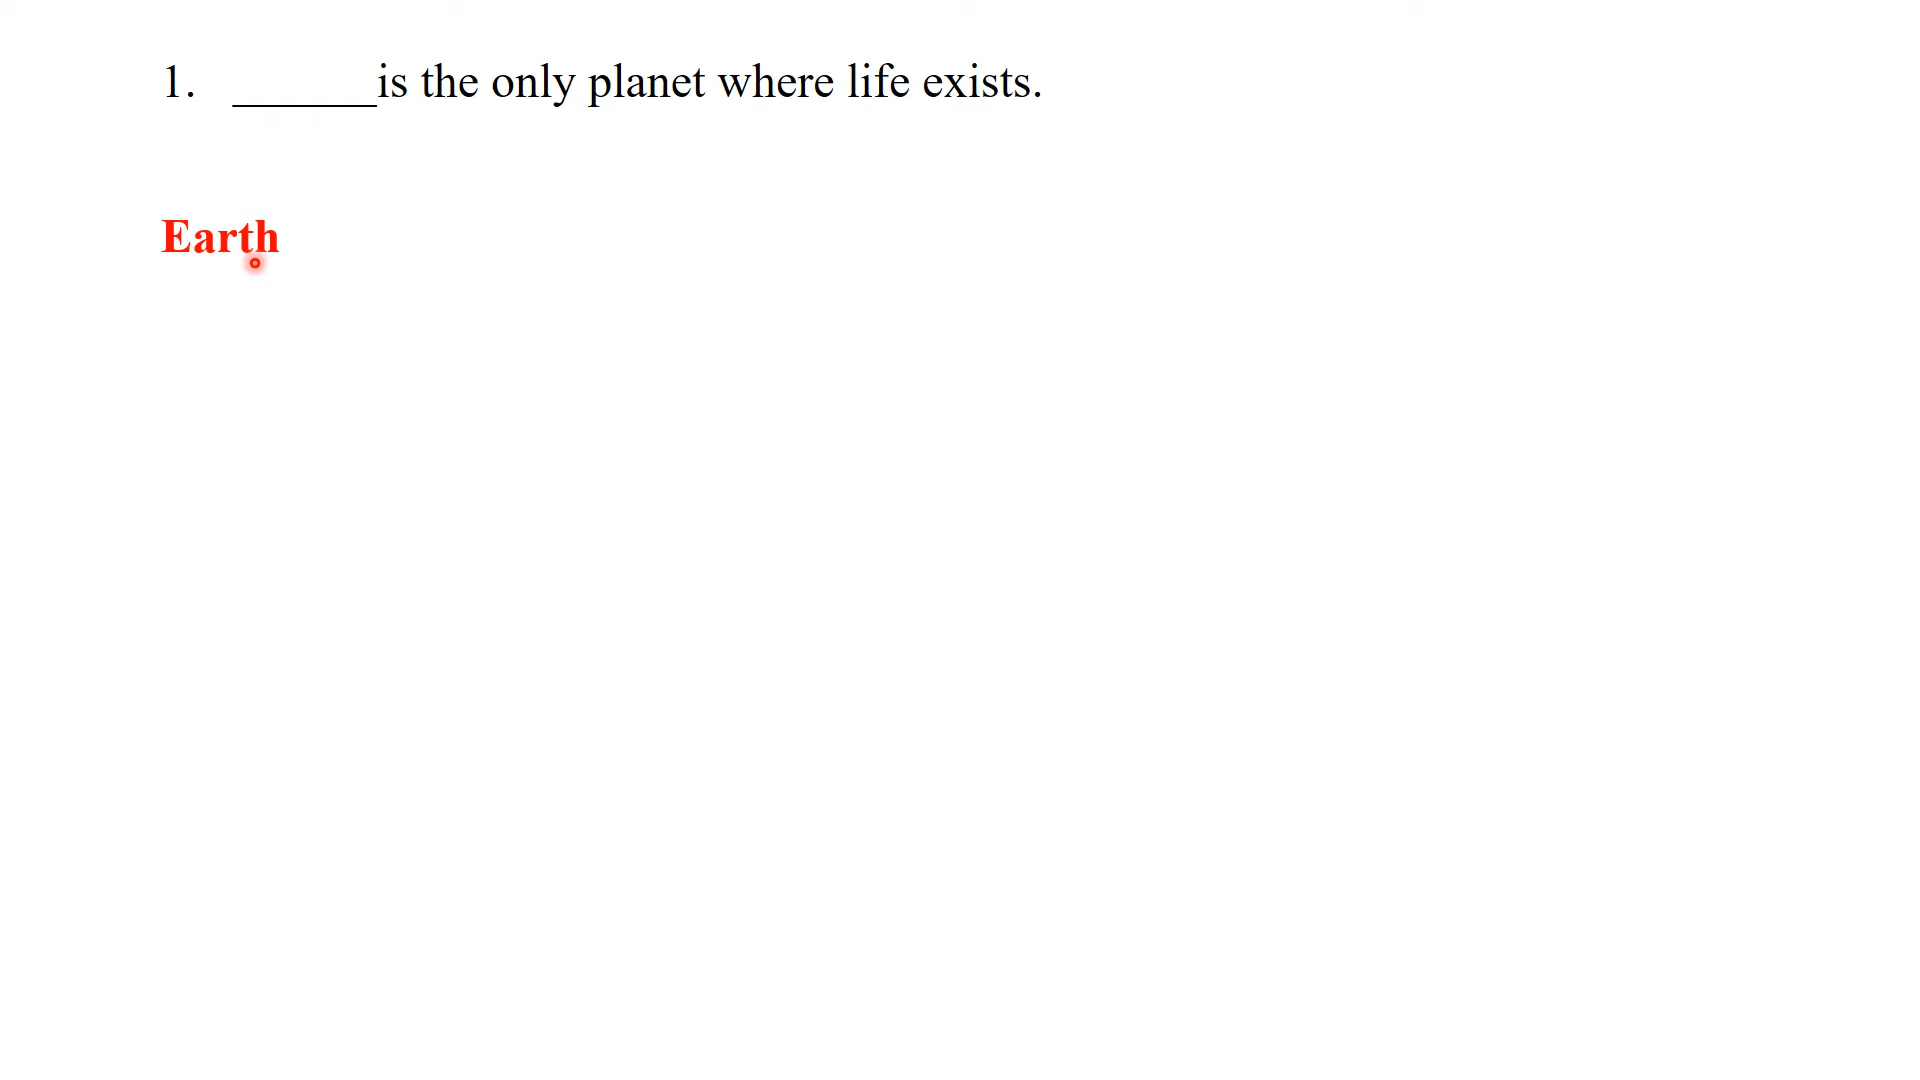 1. ______is the only planet where life exists.
Earth